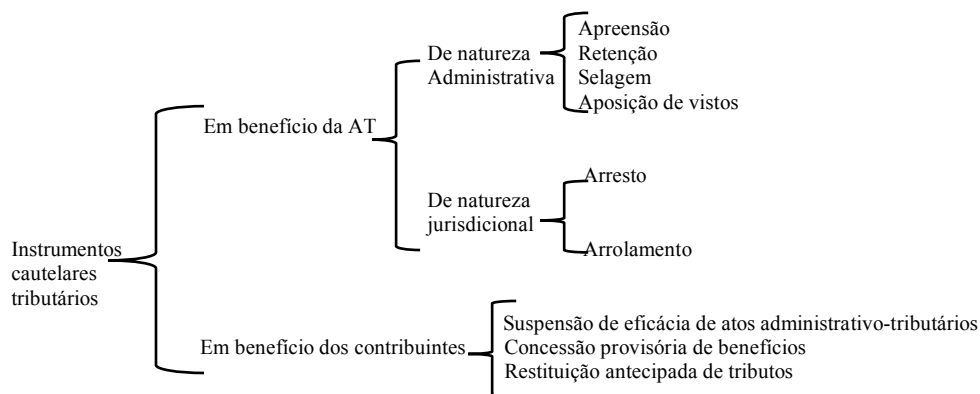 Instrumentos
cautelares
tributários
Em benefício da AT
De natureza
Administrativa
Apreensão
Retenção
Selagem
Aposição de vistos
De natureza
jurisdicional
Arresto
Arrolamento
Em benefício dos contribuintes
Suspensão de eficácia de atos administrativo-tributários
Concessão provisória de benefícios
Restituição antecipada de tributos